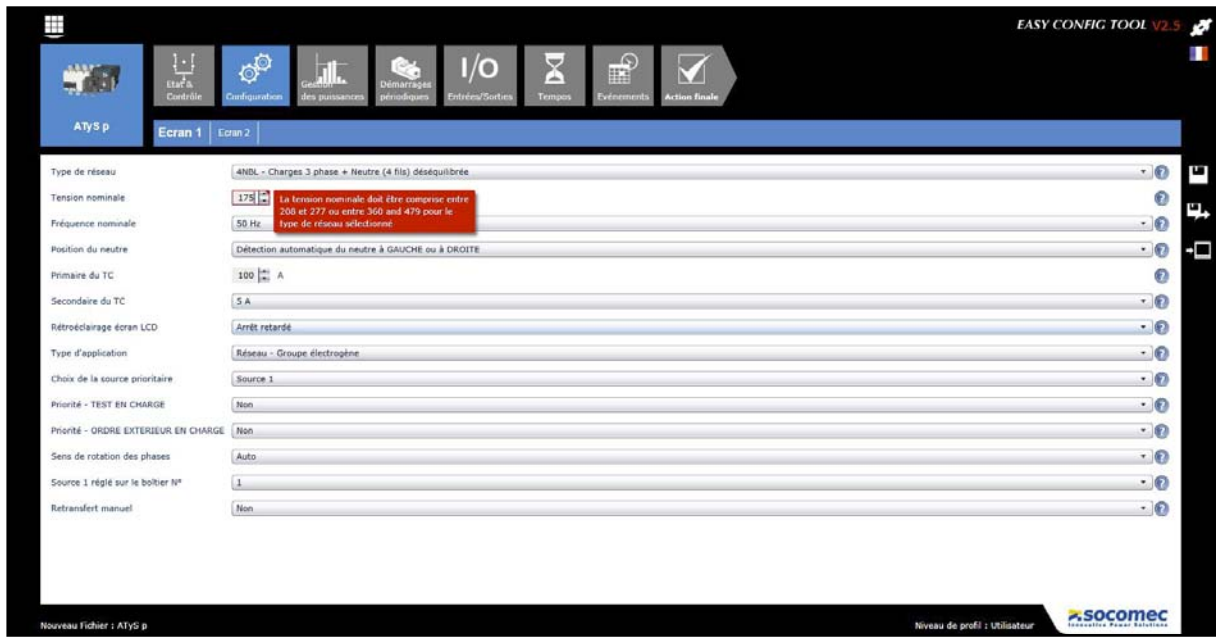 EASY CONFIG TOOL V2.5
Etat & Contrôle
Configuration
Gestion des puissances
Démarrages périodiques
I/O
Entrées/Sorties
Tempos
Evénements
Action finale
ATyS p
Ecran 1
Ecran 2
Type de réseau
4NBL - Charges 3 phase + Neutre (4 fils) déséquilibrée
Tension nominale
175
La tension nominale doit être comprise entre
208 et 277 ou entre 360 and 479 pour le
type de réseau sélectionné
Fréquence nominale
50 Hz
Position du neutre
Détection automatique du neutre à GAUCHE ou à DROITE
Primaire du TC
100 A
Secondaire du TC
5 A
Rétroéclairage écran LCD
Arrêt retardé
Type d'application
Réseau - Groupe électrogène
Choix de la source prioritaire
Source 1
Priorité - TEST EN CHARGE
Non
Priorité - ORDRE EXTERIEUR EN CHARGE
Non
Sens de rotation des phases
Auto
Source 1 réglé sur le boîtier N°
1
Retransfert manuel
Non
Nouveau Fichier : ATyS p
Niveau de profil : Utilisateur
socomec
Innovative Power Solutions